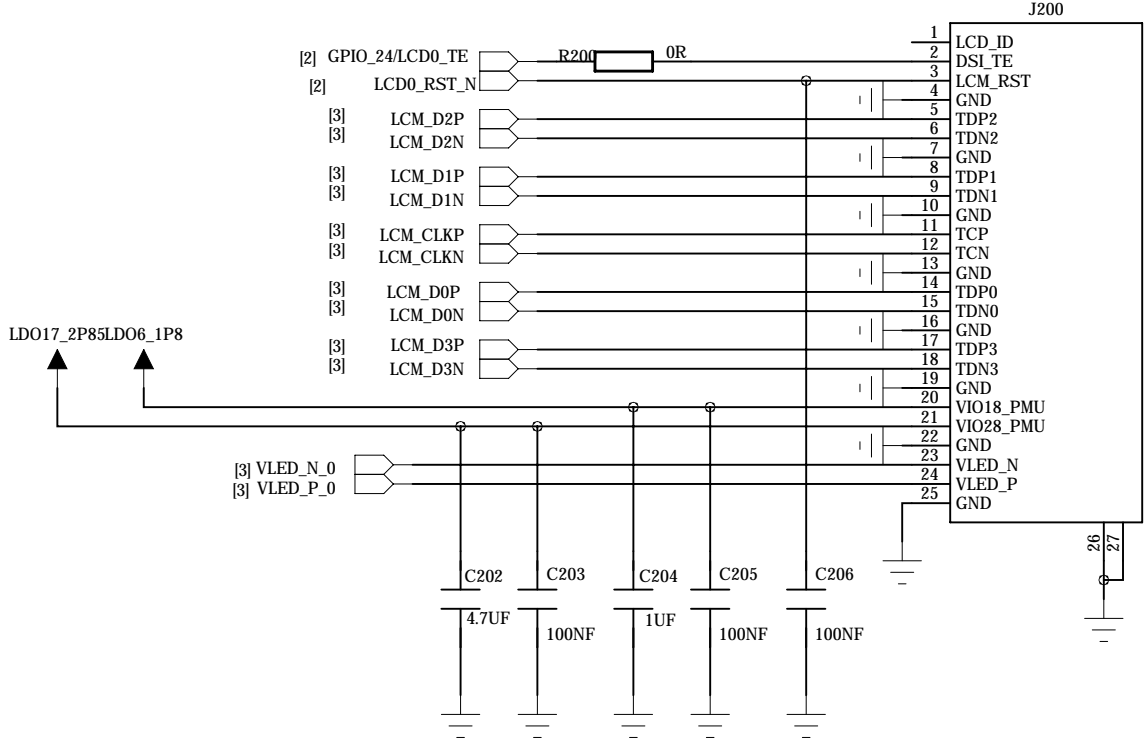 J200
1 LCD_ID
[2] GPIO_24/LCD0_TE R200 0R 2 DSI_TE
[2] LCD0_RST_N 3 LCM_RST
4 GND
[3] LCM_D2P 5 TDP2
[3] LCM_D2N 6 TDN2
7 GND
[3] LCM_D1P 8 TDP1
[3] LCM_D1N 9 TDN1
10 GND
[3] LCM_CLKP 11 TCP
[3] LCM_CLKN 12 TCN
13 GND
[3] LCM_D0P 14 TDP0
[3] LCM_D0N 15 TDN0
16 GND
LDO17_2P85 LDO6_1P8
[3] LCM_D3P 17 TDP3
[3] LCM_D3N 18 TDN3
19 GND
20 VIO18_PMU
21 VIO28_PMU
22 GND
[3] VLED_N_0 23 VLED_N
[3] VLED_P_0 24 VLED_P
25 GND
26 27
C202 C203 C204 C205 C206
4.7UF 100NF 1UF 100NF 100NF